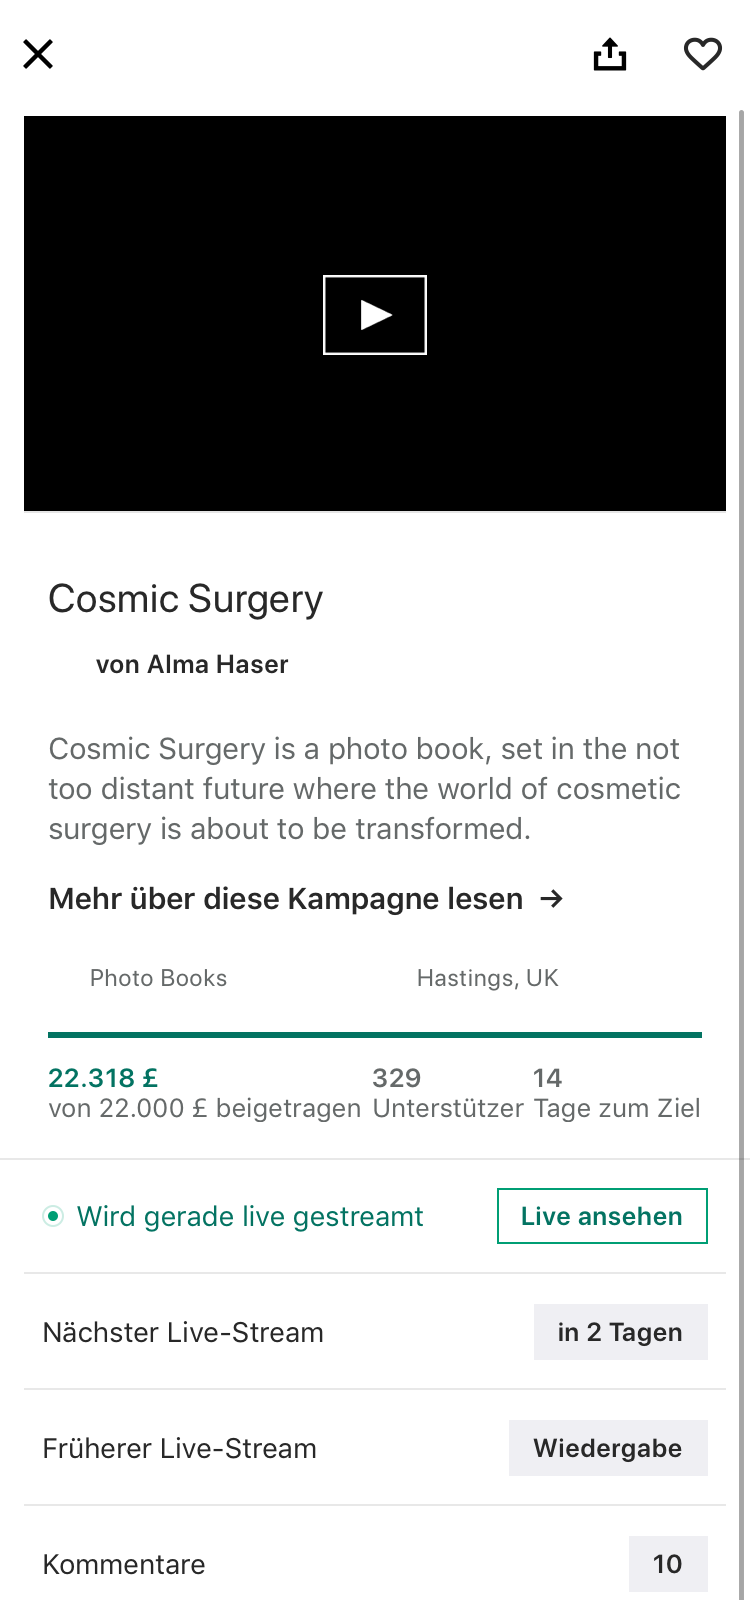 Cosmic Surgery
von Alma Haser
Cosmic Surgery is a photo book, set in the not
too distant future where the world of cosmetic
surgery is about to be transformed.
Mehr über diese Kampagne lesen →
Photo Books Hastings, UK
22.318 £ 329 14
von 22.000 £ beigetragen Unterstützer Tage zum Ziel
Wird gerade live gestreamt Live ansehen
Nächster Live-Stream in 2 Tagen
Früherer Live-Stream Wiedergabe
Kommentare 10